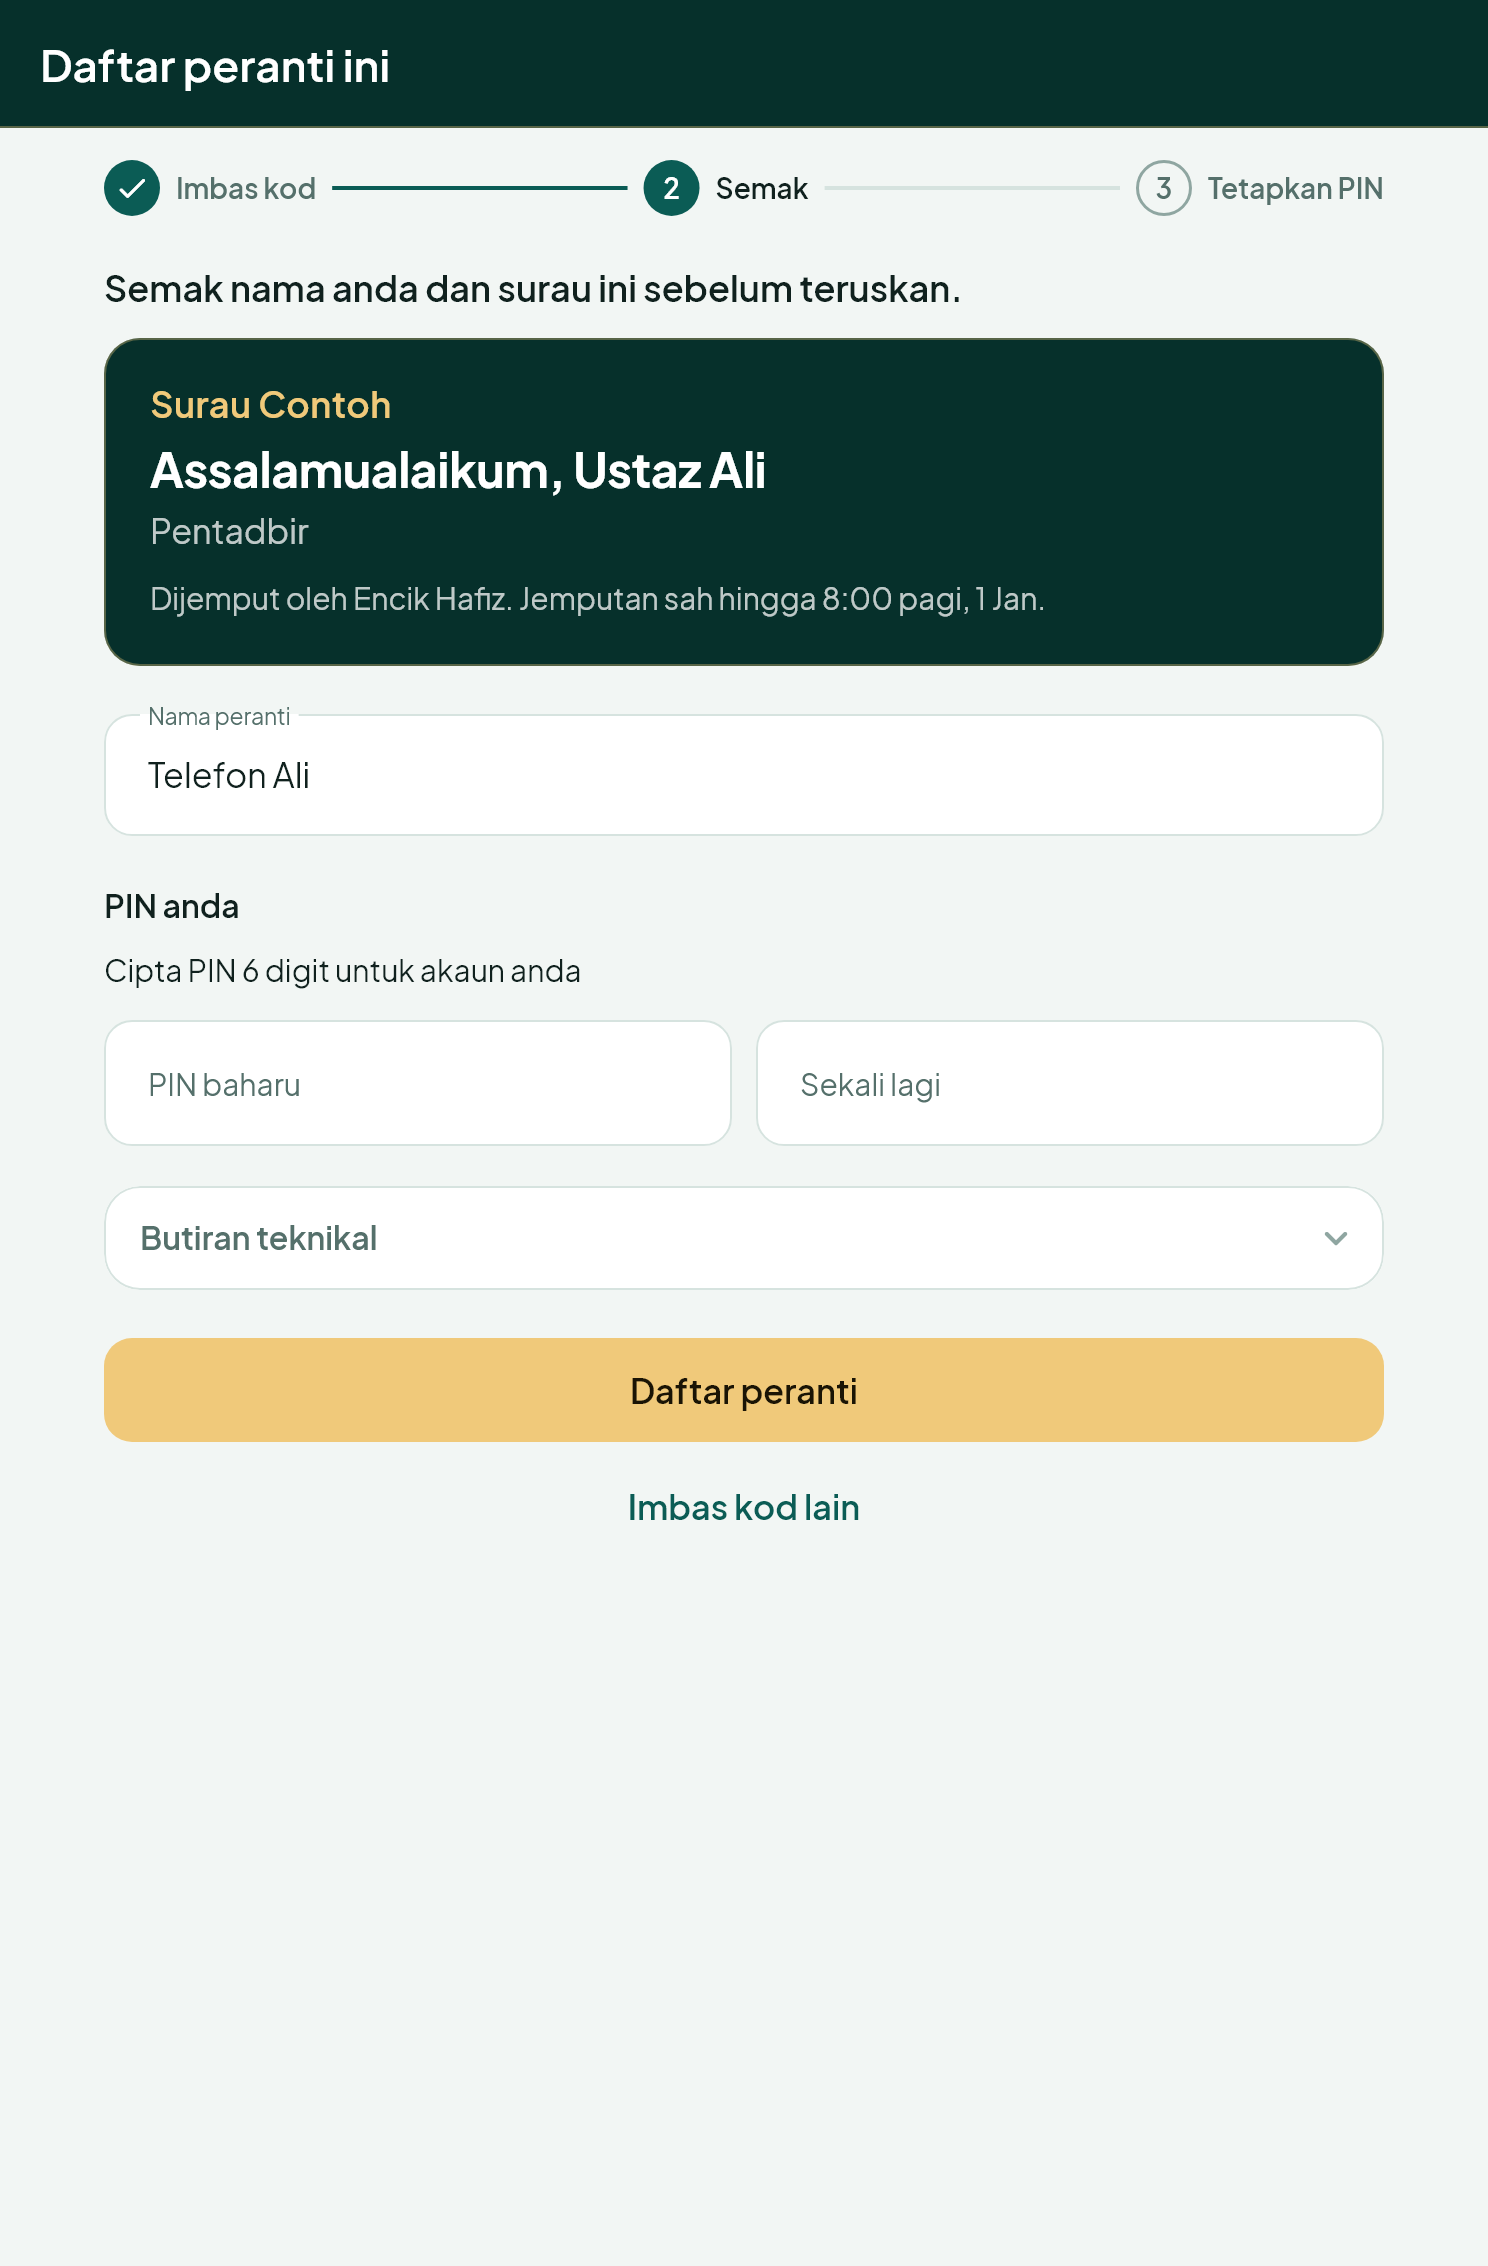 Daftar peranti ini
Imbas kod
2
Semak
3
Tetapkan PIN
Semak nama anda dan surau ini sebelum teruskan.
Surau Contoh
Assalamualaikum, Ustaz Ali
Pentadbir
Dijemput oleh Encik Hafiz. Jemputan sah hingga 8:00 pagi, 1 Jan.
Nama peranti
Telefon Ali
PIN anda
Cipta PIN 6 digit untuk akaun anda
PIN baharu
Sekali lagi
Butiran teknikal
Daftar peranti
Imbas kod lain